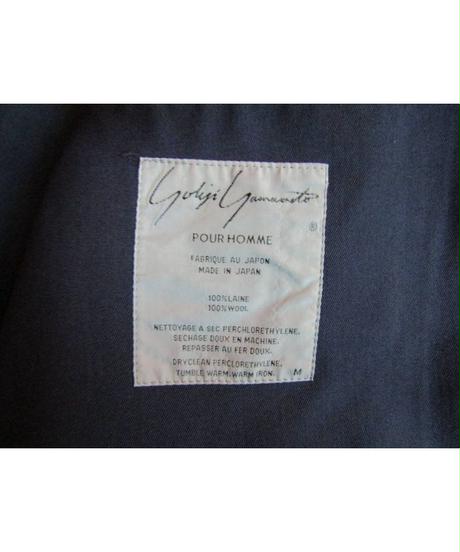 Yohji Yamamoto
®
POUR HOMME
FABRIQUE AU JAPON
MADE IN JAPAN
100%LAINE
100%WOOL
NETTOYAGE A SEC PERCHLORETHYLENE.
SECHAGE DOUX EN MACHINE.
REPASSER AU FER DOUX.
DRYCLEAN PERCLORETHYLENE.
TUMBLE WARM.WARM IRON. M